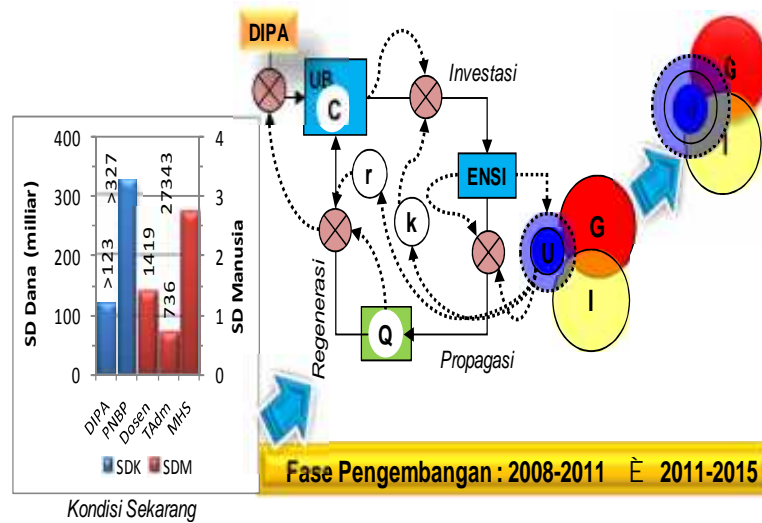 DIPA
UB
C
Investasi
ENSI
r
k
U
G
I
G
I
Regenerasi
Q
Propagasi
SD Dana (milliar)
400
300
200
100
0
>123
>327
1419
736
27343
4
3
2
1
0
SD Manusia
DIPA
PNBP
Dosen
TAdm
MHS
SDK
SDM
Kondisi Sekarang
Fase Pengembangan : 2008-2011 È 2011-2015